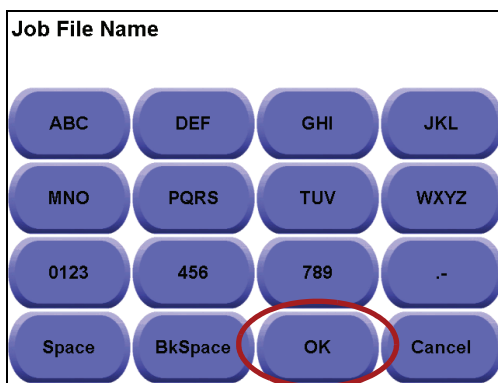 Job File Name
ABC DEF GHI JKL
MNO PQRS TUV WXYZ
0123 456 789 .-
Space BkSpace OK Cancel